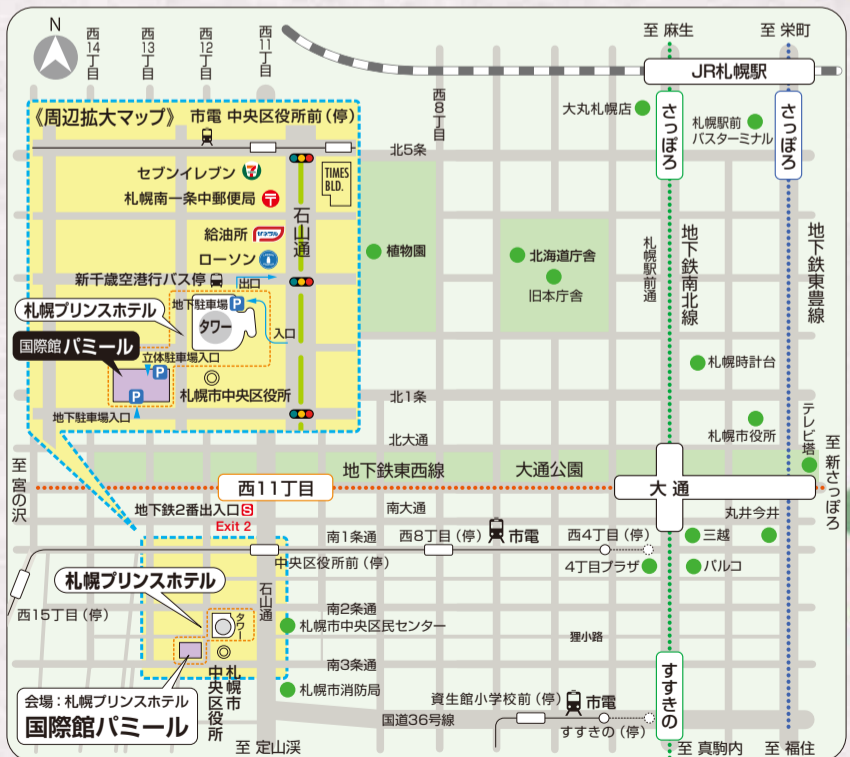 N
西14丁目
西13丁目
西12丁目
西11丁目
西8丁目
至 麻生
至 栄町
JR札幌駅
大丸札幌店
さっぽろ
札幌駅前
バスターミナル
さっぽろ
《周辺拡大マップ》
市電 中央区役所前(停)
セブンイレブン
TIMES
BLD.
札幌南一条中郵便局
石山通
給油所
ローソン
新千歳空港行バス停
出口
地下駐車場 P
札幌プリンスホテル
タワー
入口
国際館パミール
立体駐車場入口
P
P
札幌市中央区役所
地下駐車場入口
北5条
植物園
北海道庁舎
旧本庁舎
札幌駅前通
地下鉄南北線
地下鉄東豊線
札幌時計台
北1条
札幌市役所
テレビ塔
北大通
至 宮の沢
地下鉄東西線
大通公園
西11丁目
大通
至 新さっぽろ
地下鉄2番出入口 S
Exit 2
南大通
丸井今井
南1条通
西8丁目(停)
市電
西4丁目(停)
三越
中央区役所前(停)
4丁目プラザ
パルコ
札幌プリンスホテル
石山通
西15丁目(停)
南2条通
タワー
札幌市中央区民センター
狸小路
南3条通
札幌市
中央区役所
札幌市消防局
すすきの
会場:札幌プリンスホテル
国際館パミール
資生館小学校前(停)
市電
国道36号線
すすきの(停)
至 定山渓
至 真駒内
至 福住